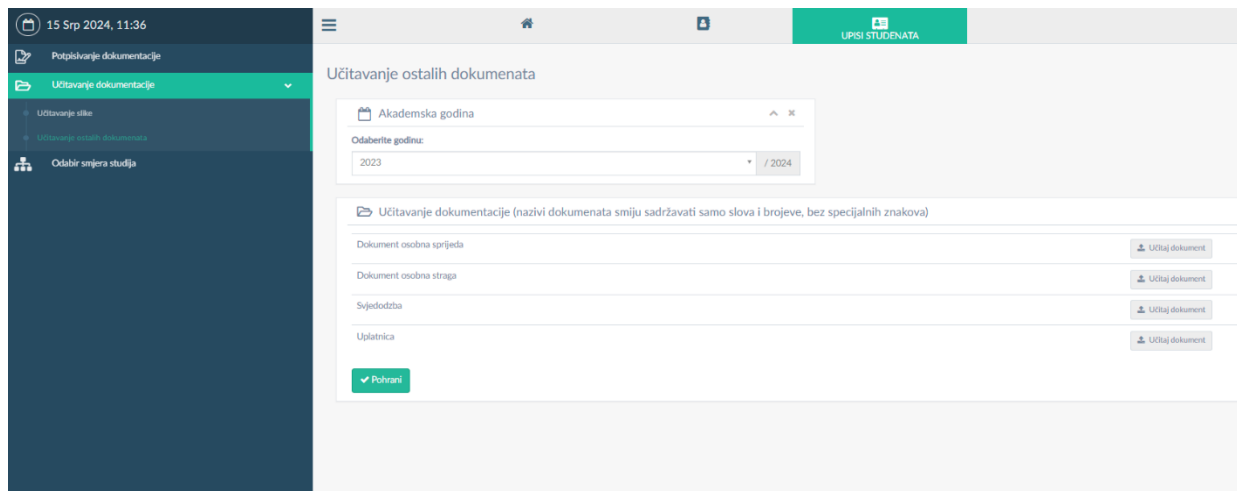 15 Srp 2024, 11:36
UPISI STUDENATA
Potpisivanje dokumentacije
Učitavanje dokumentacije
Učitavanje slike
Učitavanje ostalih dokumenata
Odabir smjera studija
Učitavanje ostalih dokumenata
Akademska godina
Odaberite godinu:
2023 / 2024
Učitavanje dokumentacije (nazivi dokumenata smiju sadržavati samo slova i brojeve, bez specijalnih znakova)
Dokument osobna sprijeda Učitaj dokument
Dokument osobna straga Učitaj dokument
Svjedodzba Učitaj dokument
Uplatnica Učitaj dokument
Pohrani